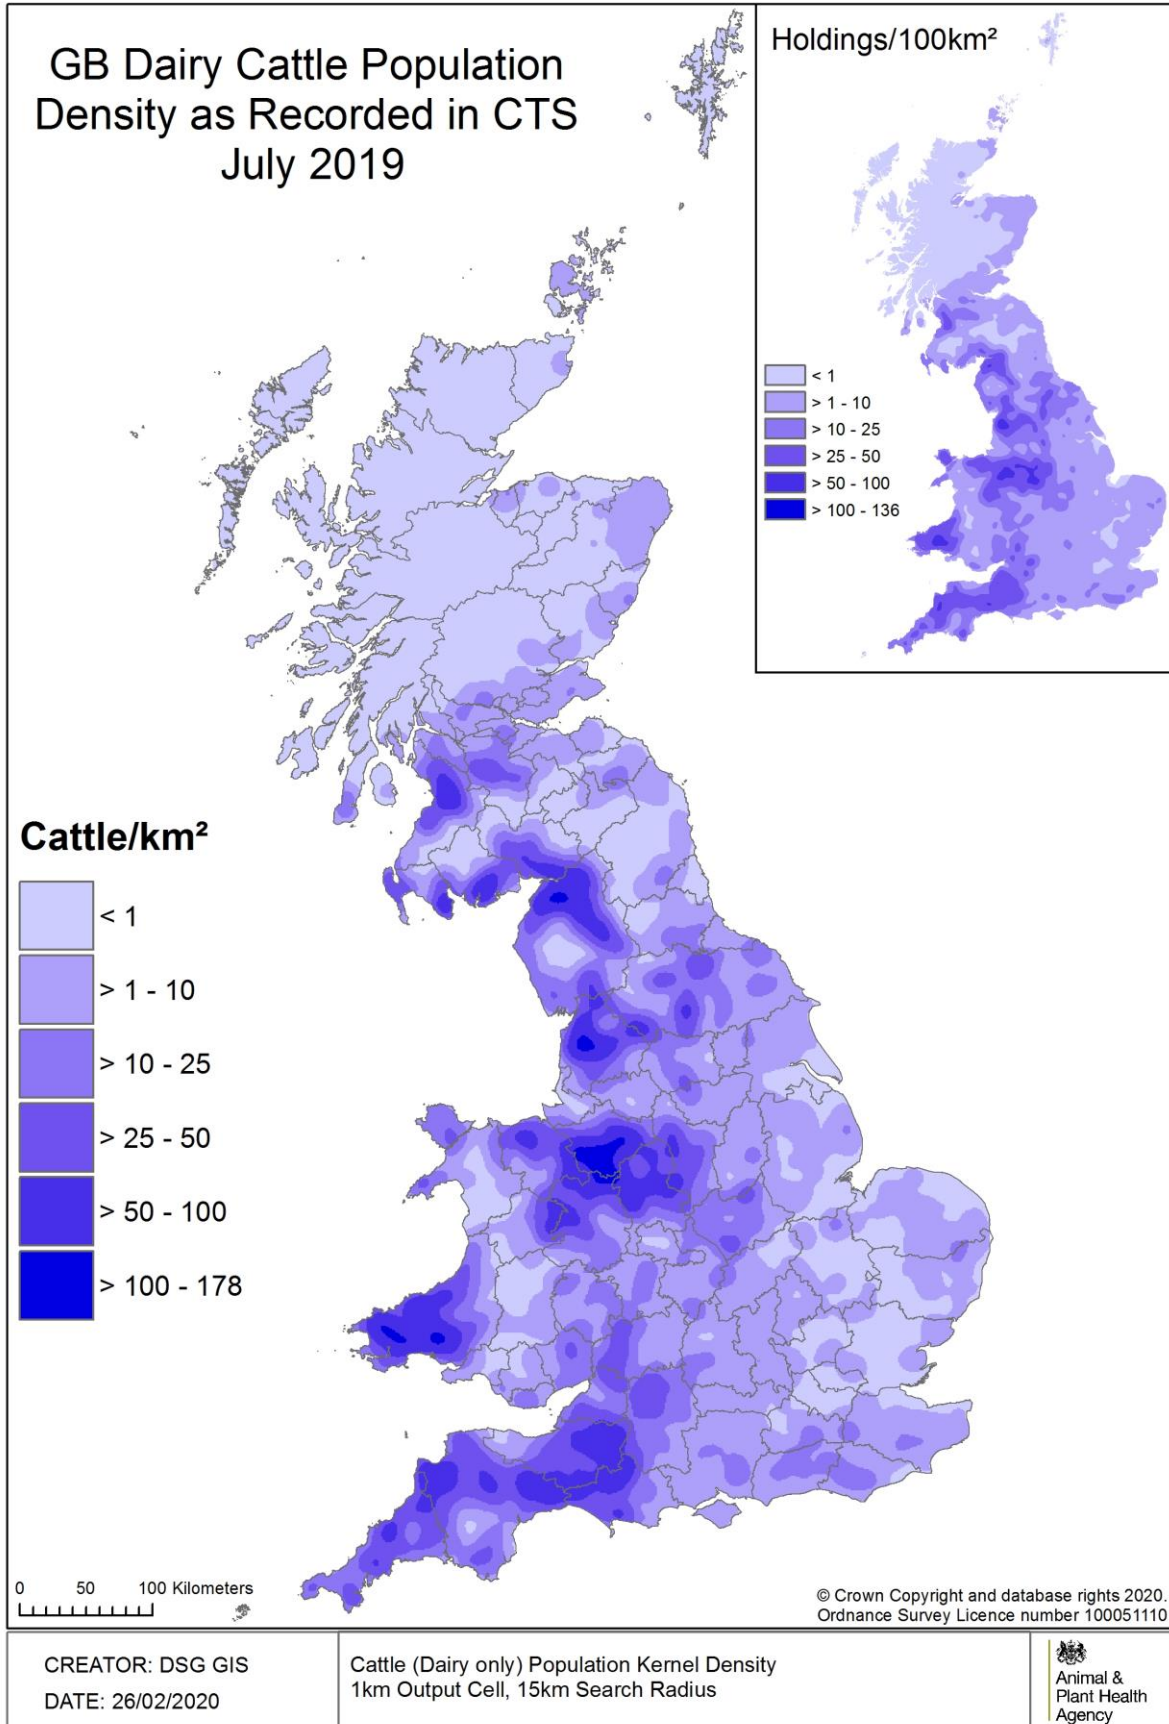 GB Dairy Cattle Population
Density as Recorded in CTS
July 2019
Holdings/100km²
< 1
> 1 - 10
> 10 - 25
> 25 - 50
> 50 - 100
> 100 - 136
Cattle/km²
< 1
> 1 - 10
> 10 - 25
> 25 - 50
> 50 - 100
> 100 - 178
0 50 100 Kilometers
© Crown Copyright and database rights 2020.
Ordnance Survey Licence number 100051110
CREATOR: DSG GIS
DATE: 26/02/2020
Cattle (Dairy only) Population Kernel Density
1km Output Cell, 15km Search Radius
Animal &
Plant Health
Agency